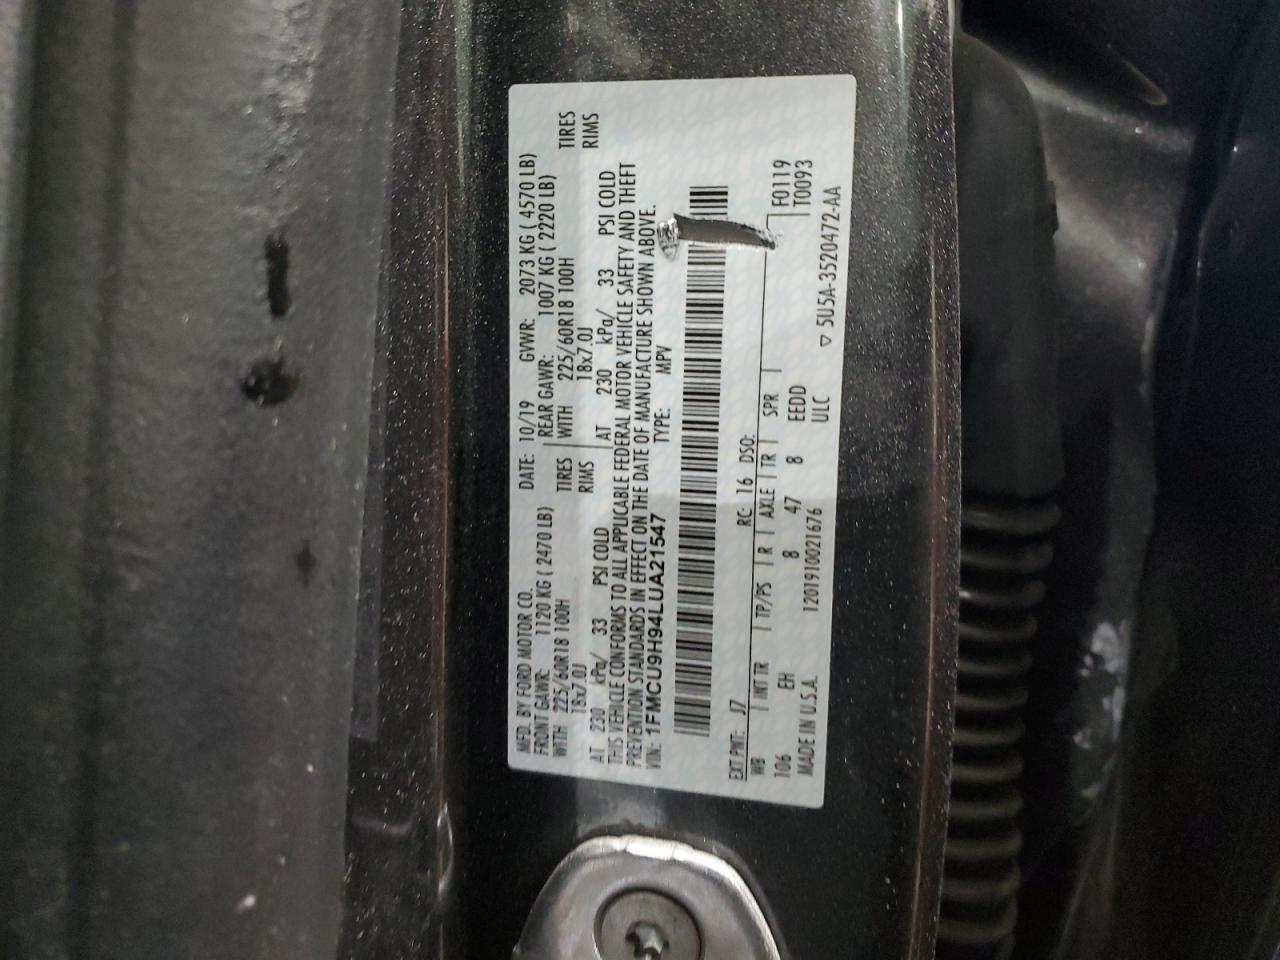 MFD. BY FORD MOTOR CO. DATE: 10/19 GVWR: 2073 KG ( 4570 LB)
FRONT GAWR: 1120 KG ( 2470 LB) REAR GAWR: 1007 KG ( 2220 LB)
WITH 225/60R18 100H TIRES WITH 225/60R18 100H TIRES
18x7.0J RIMS 18x7.0J RIMS
AT 230 kPa/ 33 PSI COLD AT 230 kPa/ 33 PSI COLD
THIS VEHICLE CONFORMS TO ALL APPLICABLE FEDERAL MOTOR VEHICLE SAFETY AND THEFT
PREVENTION STANDARDS IN EFFECT ON THE DATE OF MANUFACTURE SHOWN ABOVE.
VIN: 1FMCU9H94LUA21547 TYPE: MPV
EXT PNT: J7 RC: 16 DSO:
WB INT TR TP/PS R AXLE TR SPR F0119
106 EH 8 47 8 EEDD T0093
MADE IN U.S.A. 1201910021676 ULC ▽ 5U5A-3520472-AA